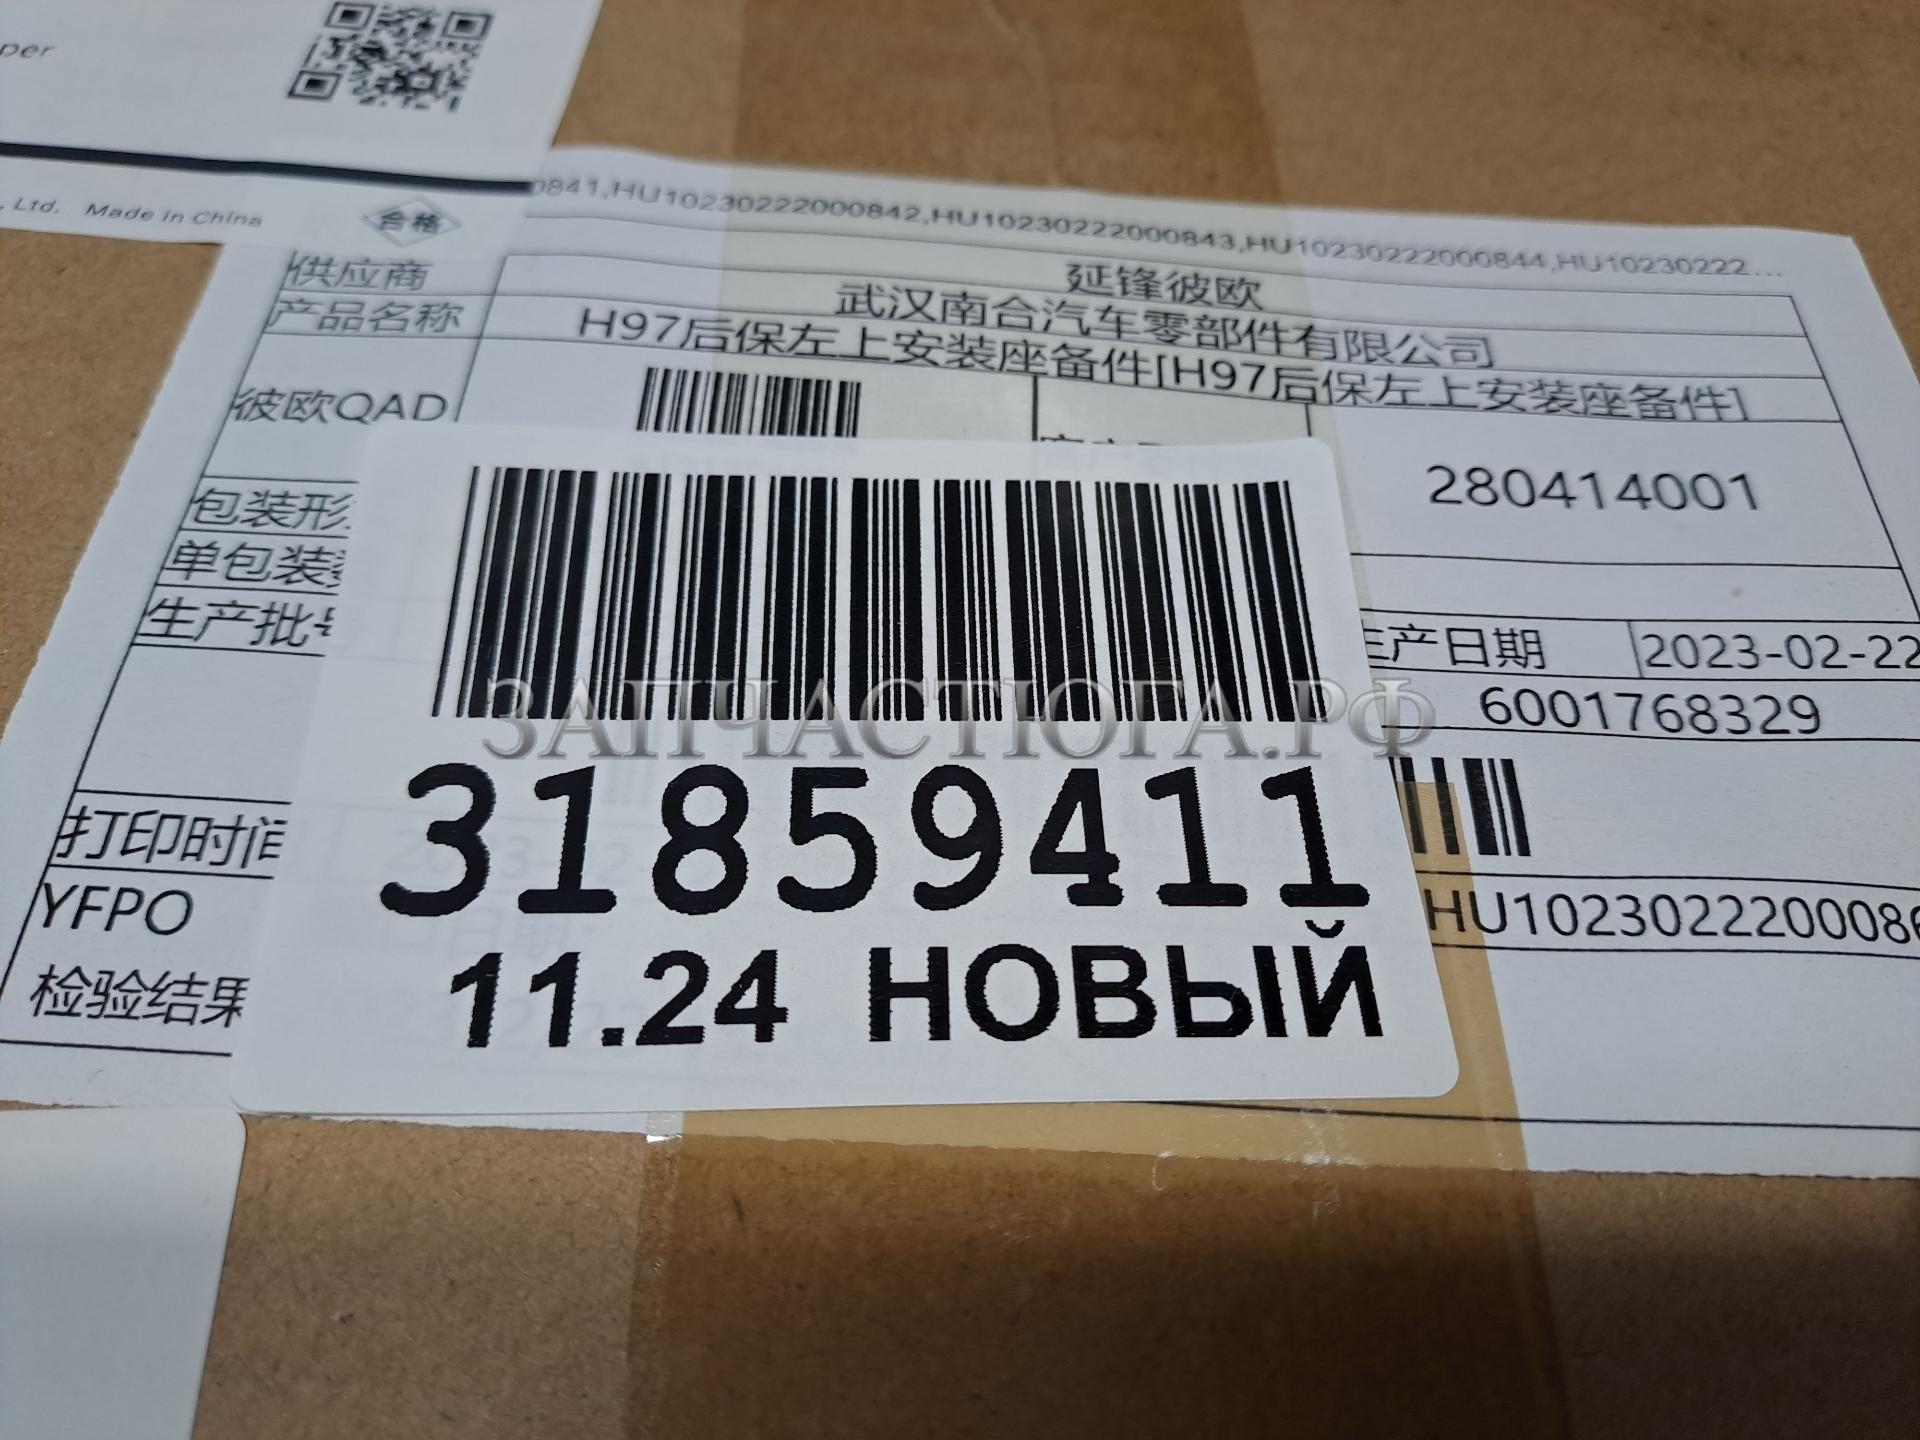 per
, Ltd. Made in China
合格
0841,HU10230222000842,HU10230222000843,HU10230222000844,HU10230222...
供应商 延锋彼欧
武汉南合汽车零部件有限公司
产品名称 H97后保左上安装座备件[H97后保左上安装座备件]
彼欧QAD 280414001
包装形
单包装
生产批号 生产日期 2023-02-22
6001768329
ЗАПЧАСТЮГА.РФ
31859411
11.24 НОВЫЙ
打印时间
YFPO HU1023022200086
检验结果